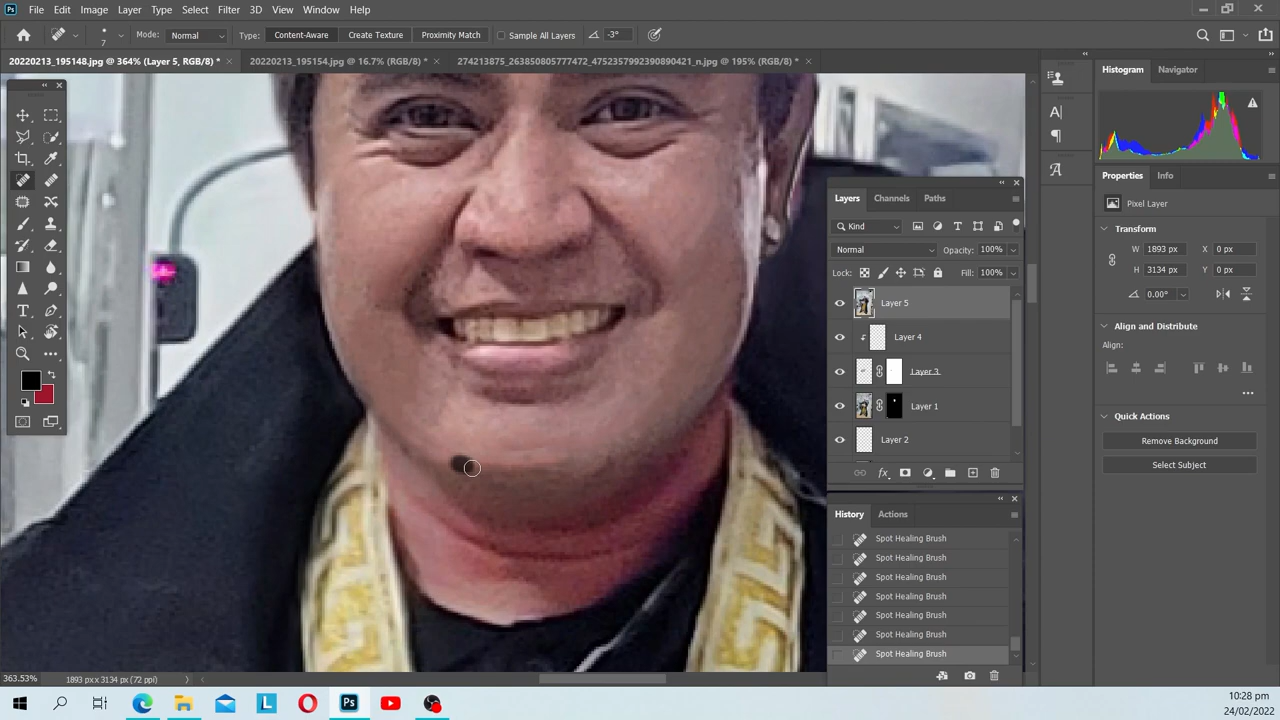 Ps File Edit Image Layer Type Select Filter 3D View Window Help
7 Mode: Normal Type: Content-Aware Create Texture Proximity Match Sample All Layers -3°
20220213_195148.jpg @ 364% (Layer 5, RGB/8) * × 20220213_195154.jpg @ 16.7% (RGB/8) * × 274213875_263850805777472_4752357992390890421_n.jpg @ 195% (RGB/8) * ×
Histogram Navigator
Properties Info
Pixel Layer
Transform
W 1893 px X 0 px
H 3134 px Y 0 px
0.00°
Align and Distribute
Align:
Quick Actions
Remove Background
Select Subject
Layers Channels Paths
Kind
Normal Opacity: 100%
Lock: Fill: 100%
Layer 5
Layer 4
Layer 3
Layer 1
Layer 2
fx
History Actions
Spot Healing Brush
Spot Healing Brush
Spot Healing Brush
Spot Healing Brush
Spot Healing Brush
Spot Healing Brush
Spot Healing Brush
363.53% 1893 px x 3134 px (72 ppi)
L Ps
10:28 pm
24/02/2022